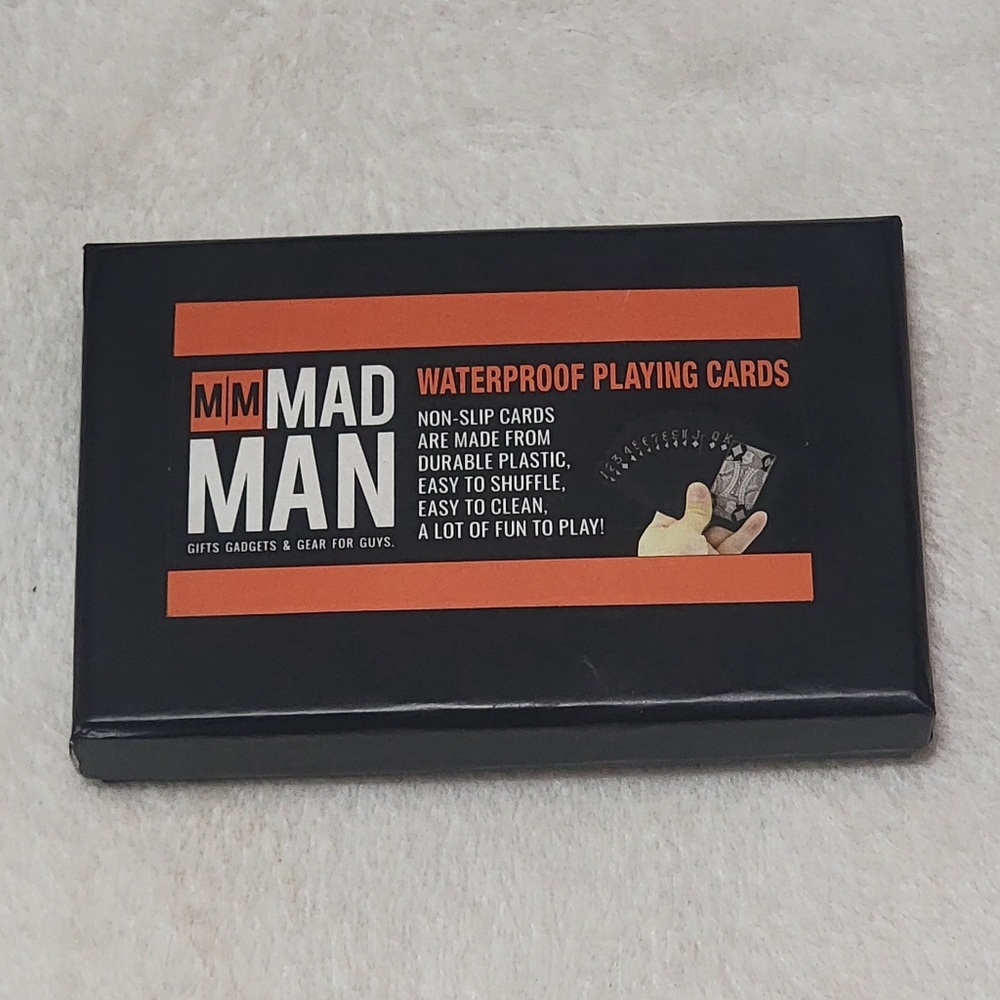 M|M MAD
MAN
GIFTS GADGETS & GEAR FOR GUYS.
WATERPROOF PLAYING CARDS
NON-SLIP CARDS
ARE MADE FROM
DURABLE PLASTIC,
EASY TO SHUFFLE,
EASY TO CLEAN,
A LOT OF FUN TO PLAY!